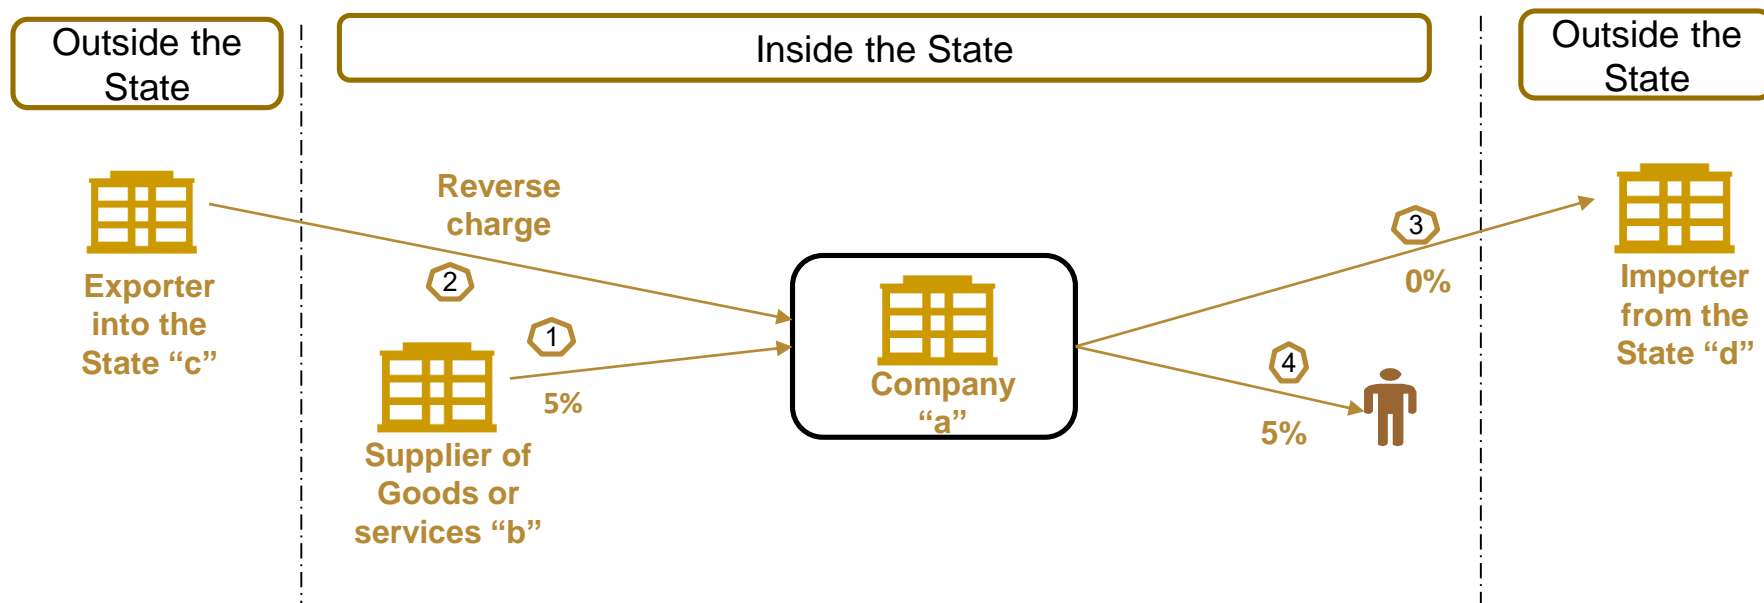 Outside the
State
Inside the State
Outside the
State
Reverse
charge
2
Exporter
into the
State “c”
1
5%
Supplier of
Goods or
services “b”
Company
“a”
3
0%
4
5%
Importer
from the
State “d”